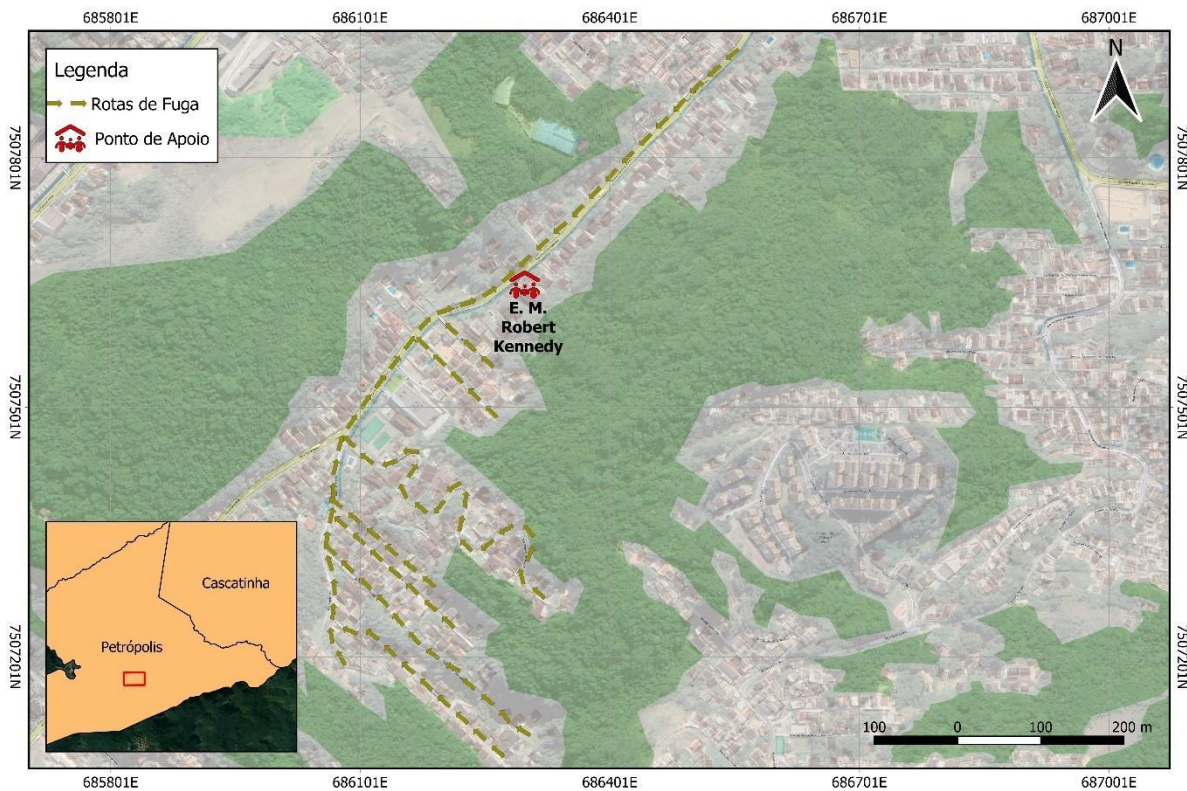 685801E 686101E 686401E 686701E 687001E
Legenda
Rotas de Fuga
Ponto de Apoio
N
7507801N
7507801N
E. M.
Robert
Kennedy
7507501N
7507501N
Cascatinha
Petrópolis
7507201N
7507201N
100 0 100 200 m
685801E 686101E 686401E 686701E 687001E